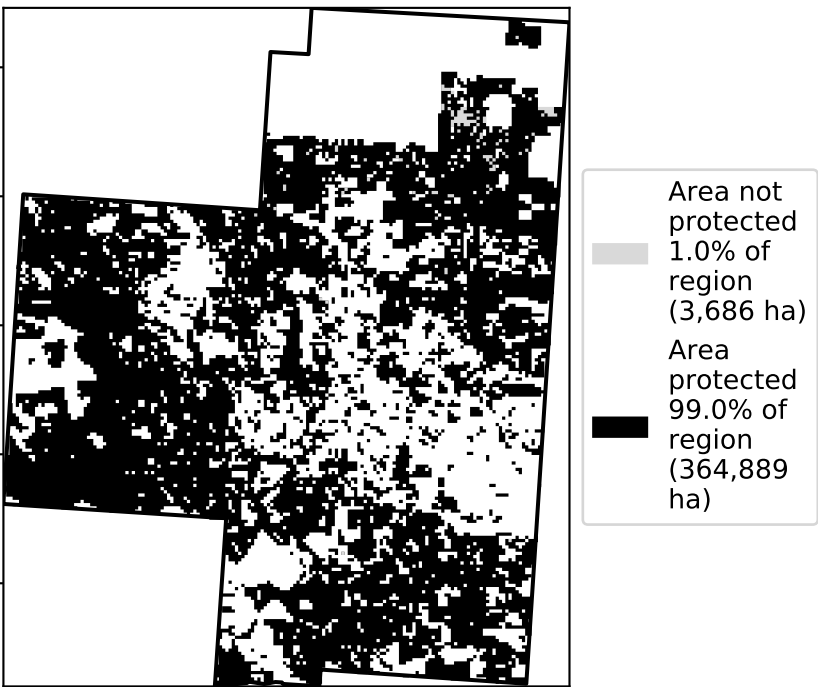 Area not
protected
1.0% of
region
(3,686 ha)
Area
protected
99.0% of
region
(364,889
ha)